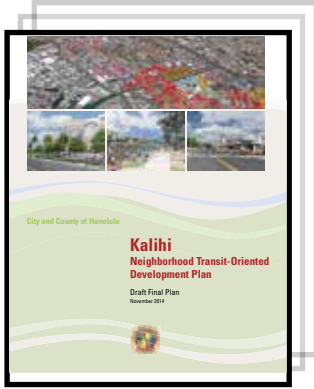 City and County of Honolulu
Kalihi
Neighborhood Transit-Oriented
Development Plan
Draft Final Plan
November 2014